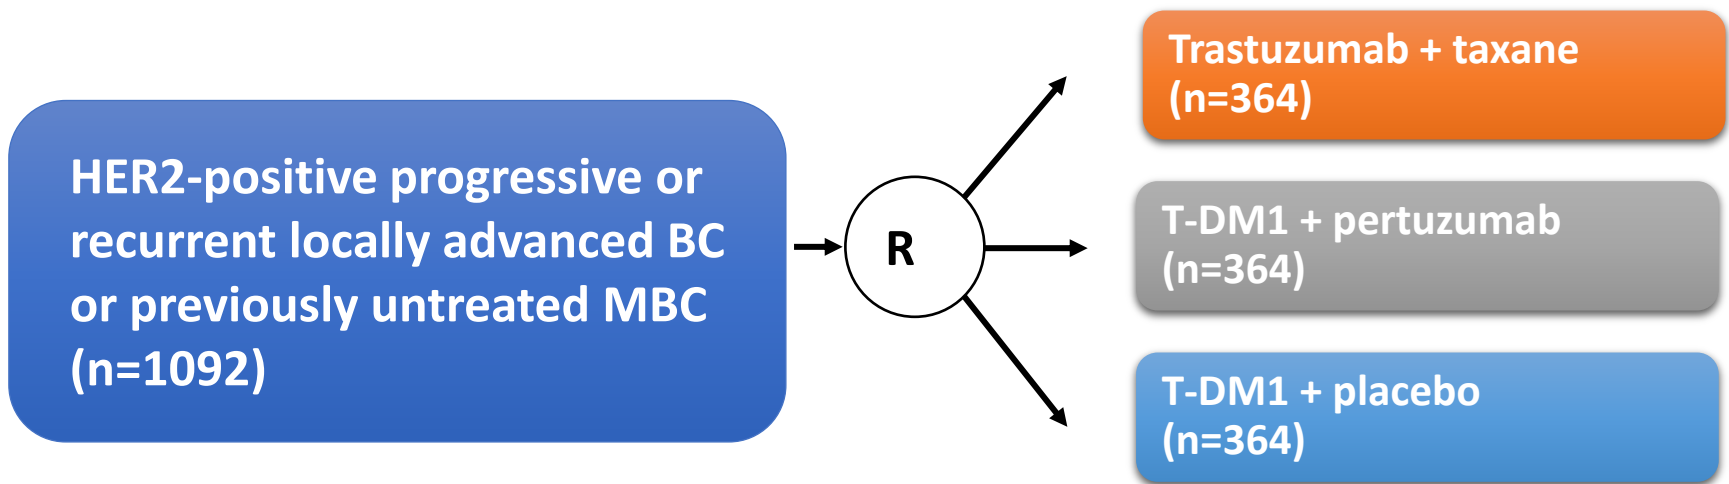 HER2-positive progressive or
recurrent locally advanced BC
or previously untreated MBC
(n=1092)
R
Trastuzumab + taxane
(n=364)
T-DM1 + pertuzumab
(n=364)
T-DM1 + placebo
(n=364)